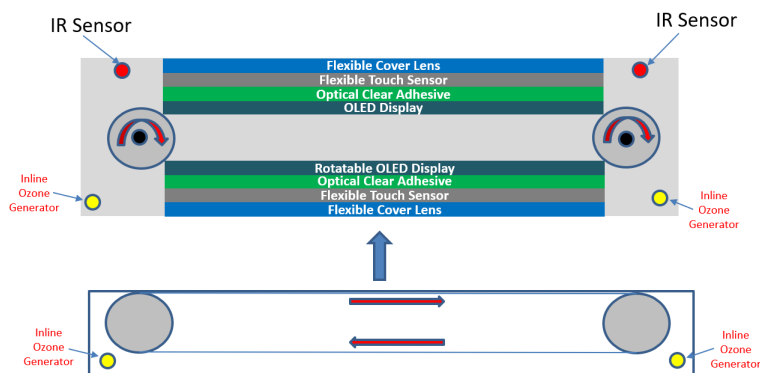 IR Sensor
IR Sensor
Flexible Cover Lens
Flexible Touch Sensor
Optical Clear Adhesive
OLED Display
Rotatable OLED Display
Optical Clear Adhesive
Flexible Touch Sensor
Flexible Cover Lens
Inline
Ozone
Generator
Inline
Ozone
Generator
Inline
Ozone
Generator
Inline
Ozone
Generator